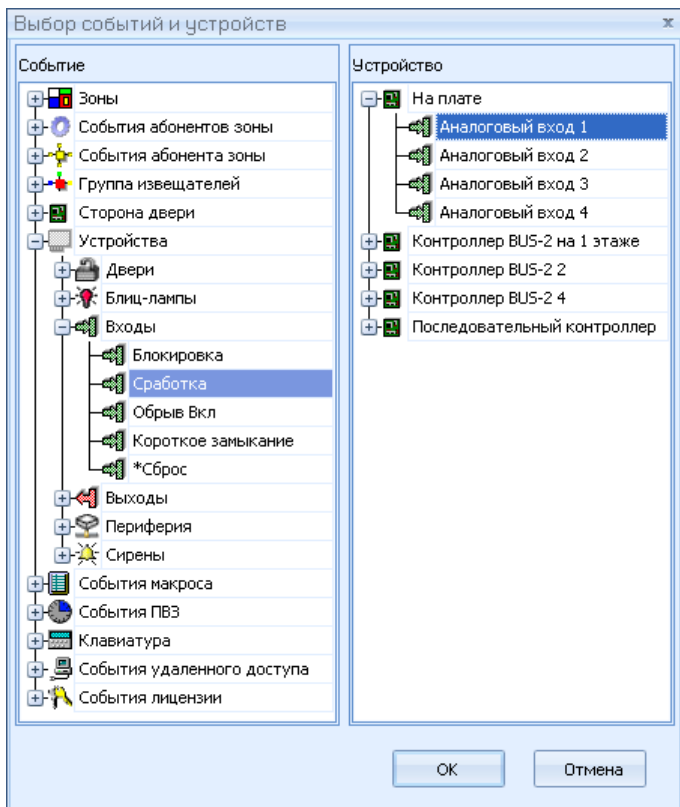 Выбор событий и устройств
x
Событие
Зоны
События абонентов зоны
События абонента зоны
Группа извещателей
Сторона двери
Устройства
Двери
Блиц-лампы
Входы
Блокировка
Сработка
Обрыв Вкл
Короткое замыкание
*Сброс
Выходы
Периферия
Сирены
События макроса
События ПВЗ
Клавиатура
События удаленного доступа
События лицензии
Устройство
На плате
Аналоговый вход 1
Аналоговый вход 2
Аналоговый вход 3
Аналоговый вход 4
Контроллер BUS-2 на 1 этаже
Контроллер BUS-2 2
Контроллер BUS-2 4
Последовательный контроллер
OK
Отмена